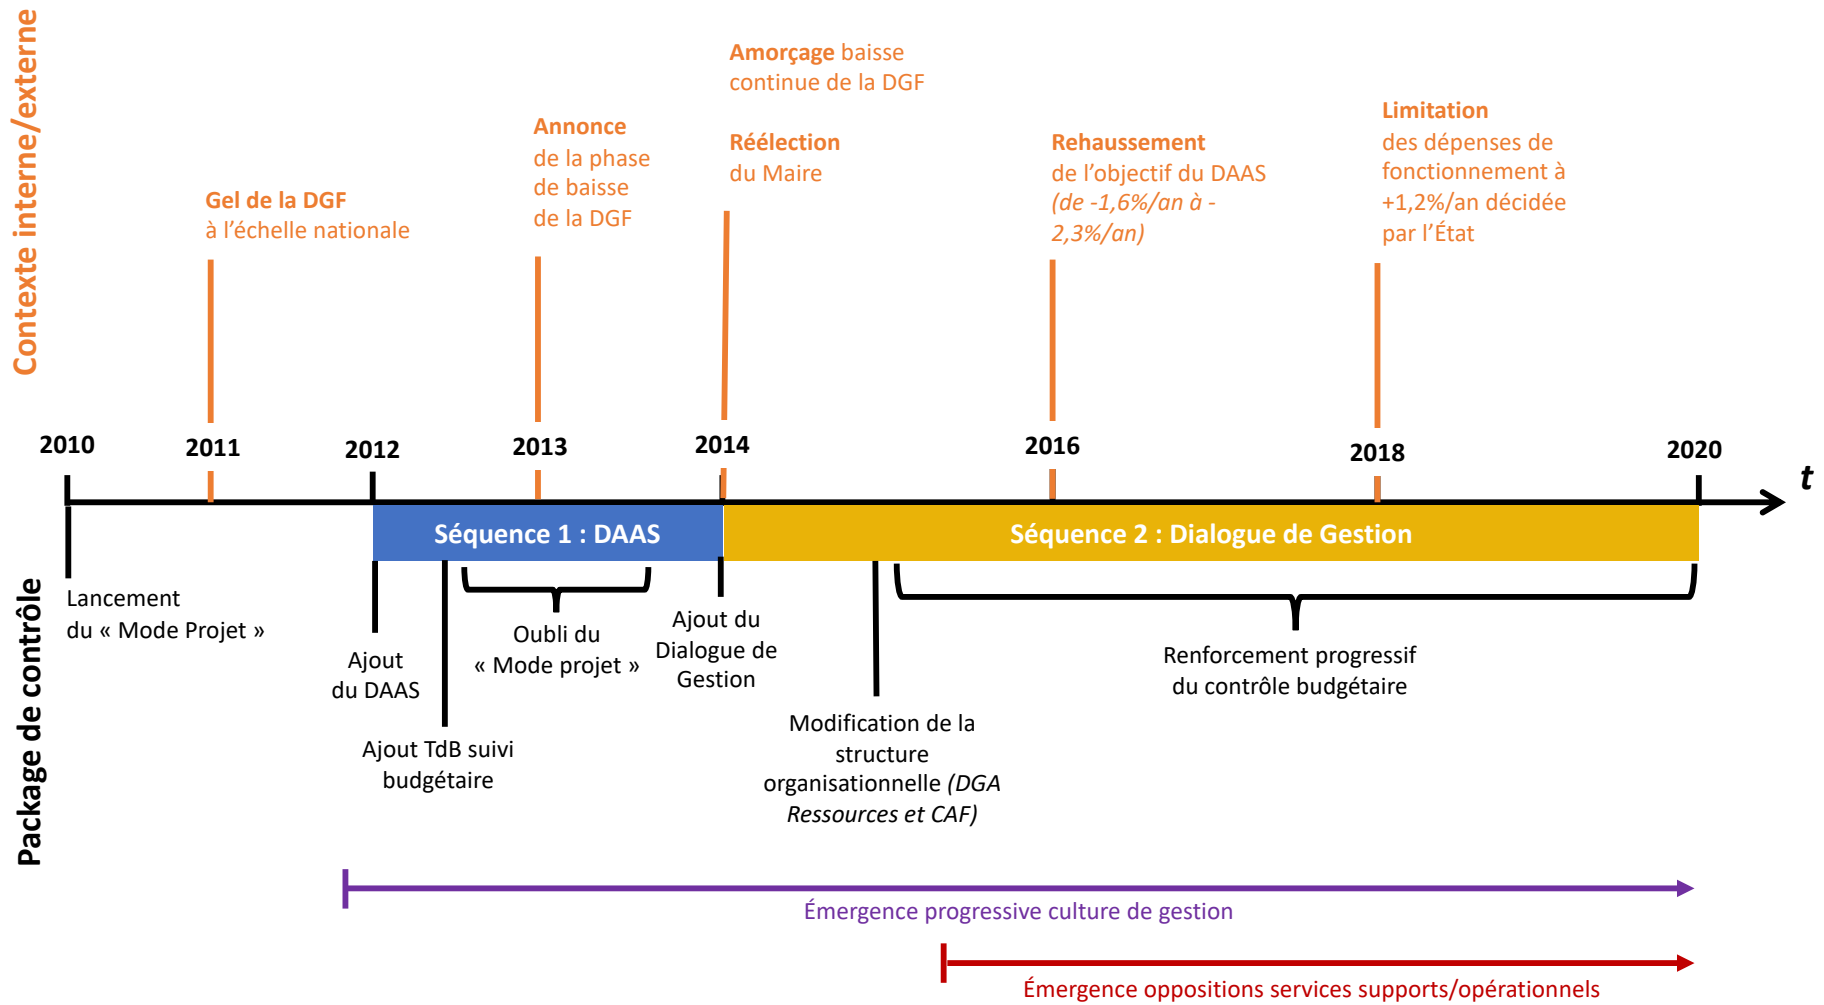 Contexte interne/externe
Gel de la DGF
à l’échelle nationale
Annonce
de la phase
de baisse
de la DGF
Amorçage baisse
continue de la DGF
Réélection
du Maire
Rehaussement
de l’objectif du DAAS
(de -1,6%/an à -
2,3%/an)
Limitation
des dépenses de
fonctionnement à
+1,2%/an décidée
par l’État
2010
2011
2012
2013
2014
2016
2018
2020
t
Séquence 1 : DAAS
Séquence 2 : Dialogue de Gestion
Package de contrôle
Lancement
du « Mode Projet »
Ajout
du DAAS
Ajout TdB suivi
budgétaire
Oubli du
« Mode projet »
Ajout du
Dialogue de
Gestion
Modification de la
structure
organisationnelle (DGA
Ressources et CAF)
Renforcement progressif
du contrôle budgétaire
Émergence progressive culture de gestion
Émergence oppositions services supports/opérationnels